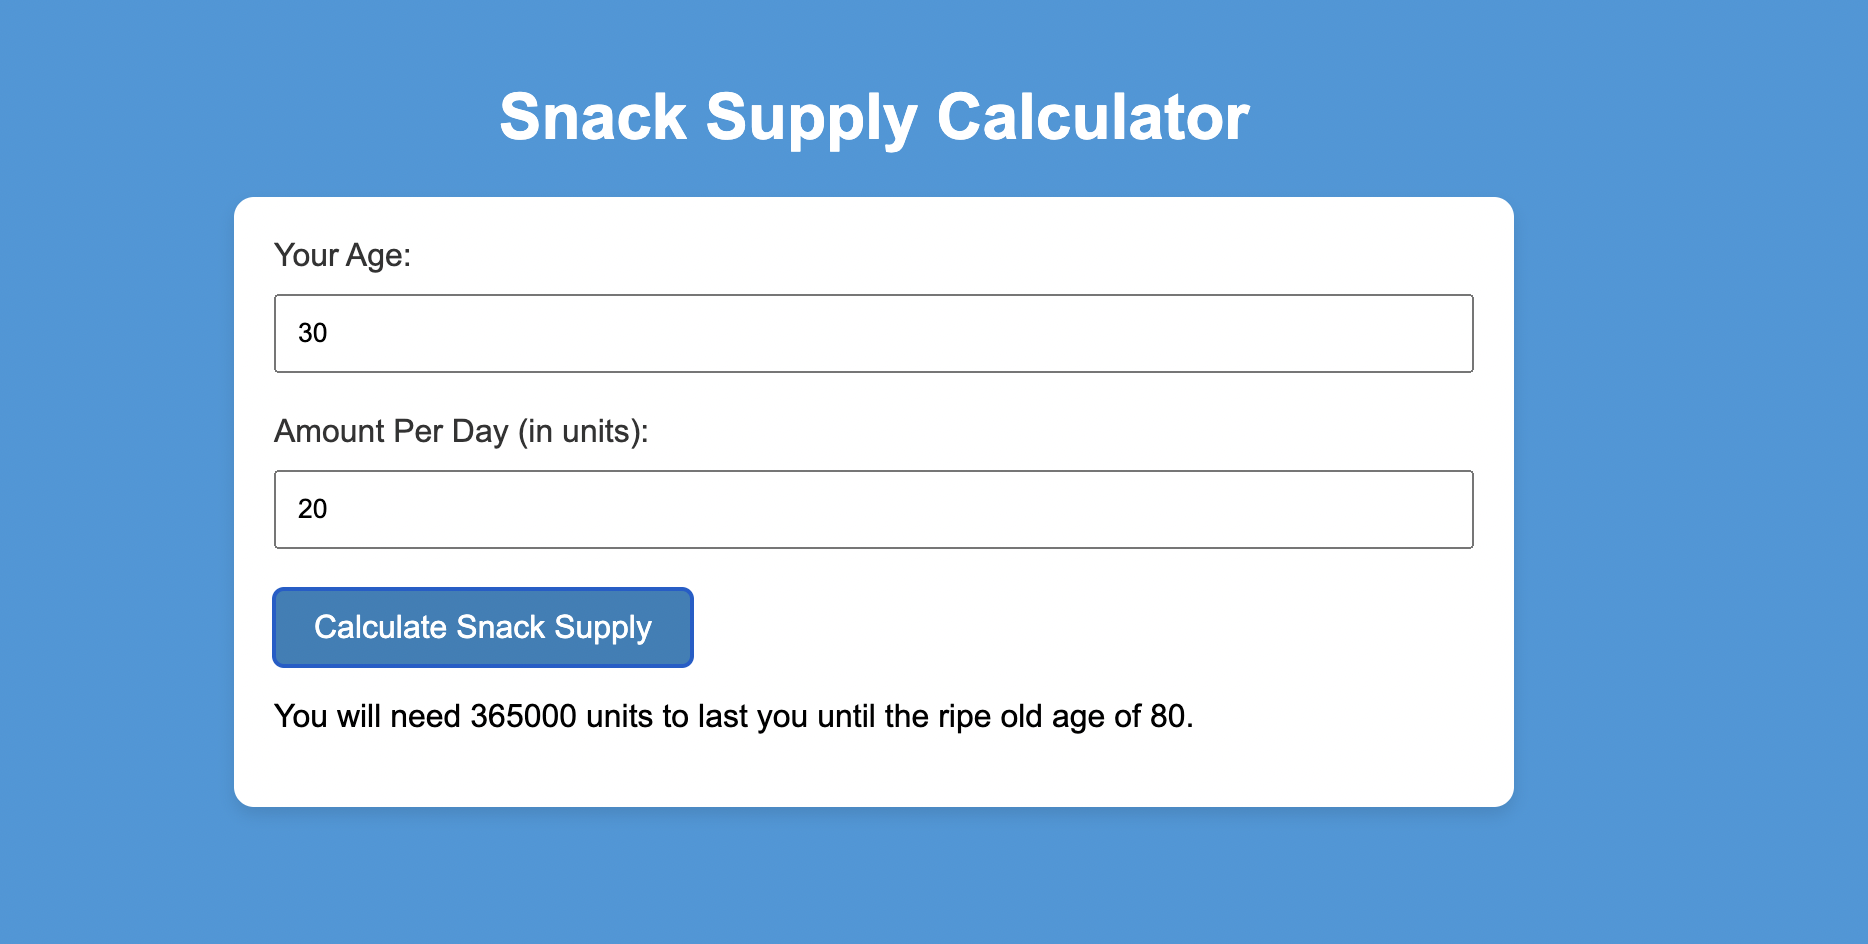 Snack Supply Calculator
Your Age:
30
Amount Per Day (in units):
20
Calculate Snack Supply
You will need 365000 units to last you until the ripe old age of 80.